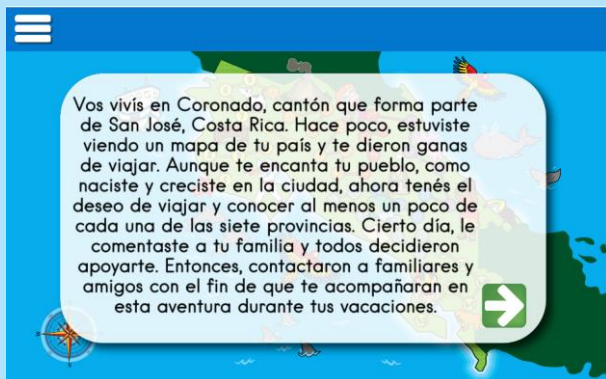 Vos vivís en Coronado, cantón que forma parte
de San José, Costa Rica. Hace poco, estuviste
viendo un mapa de tu país y te dieron ganas
de viajar. Aunque te encanta tu pueblo, como
naciste y creciste en la ciudad, ahora tenés el
deseo de viajar y conocer al menos un poco de
cada una de las siete provincias. Cierto día, le
comentaste a tu familia y todos decidieron
apoyarte. Entonces, contactaron a familiares y
amigos con el fin de que te acompañaran en
esta aventura durante tus vacaciones.